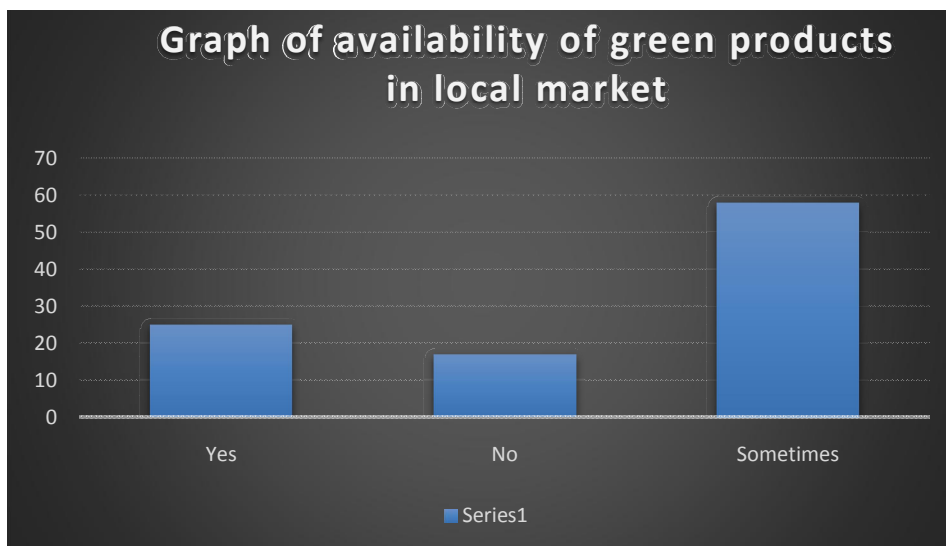 Graph of availability of green products
in local market
70
60
50
40
30
20
10
0
Yes No Sometimes
Series1